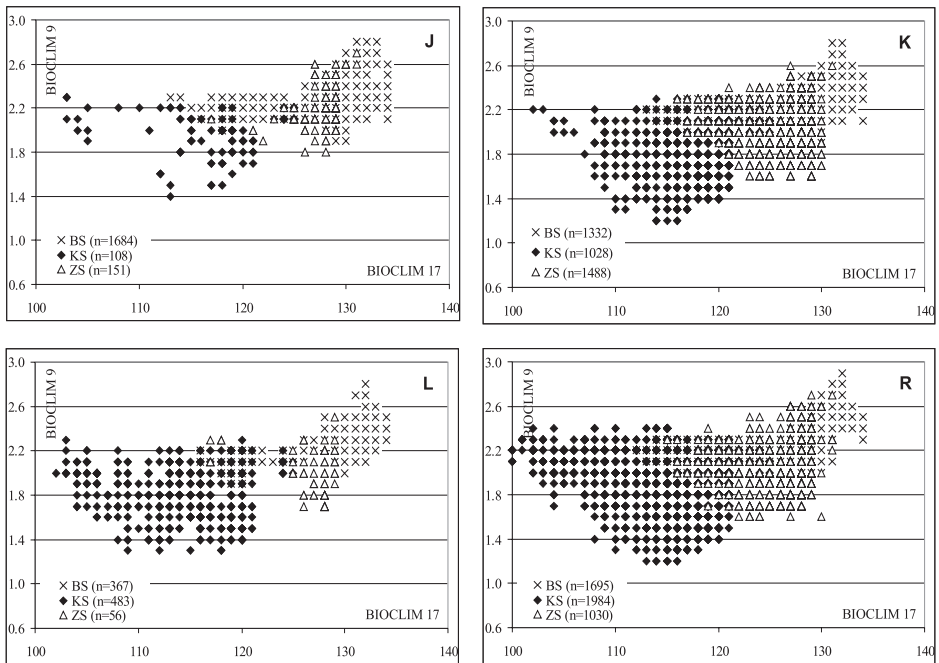 J
BIOCLIM 9
3.0
2.6
2.2
1.8
1.4
1.0
0.6
× BS (n=1684)
◆ KS (n=108)
△ ZS (n=151)
BIOCLIM 17
100 110 120 130 140
K
BIOCLIM 9
3.0
2.6
2.2
1.8
1.4
1.0
0.6
× BS (n=1332)
◆ KS (n=1028)
△ ZS (n=1488)
BIOCLIM 17
100 110 120 130 140
L
BIOCLIM 9
3.0
2.6
2.2
1.8
1.4
1.0
0.6
× BS (n=367)
◆ KS (n=483)
△ ZS (n=56)
BIOCLIM 17
100 110 120 130 140
R
BIOCLIM 9
3.0
2.6
2.2
1.8
1.4
1.0
0.6
× BS (n=1695)
◆ KS (n=1984)
△ ZS (n=1030)
BIOCLIM 17
100 110 120 130 140